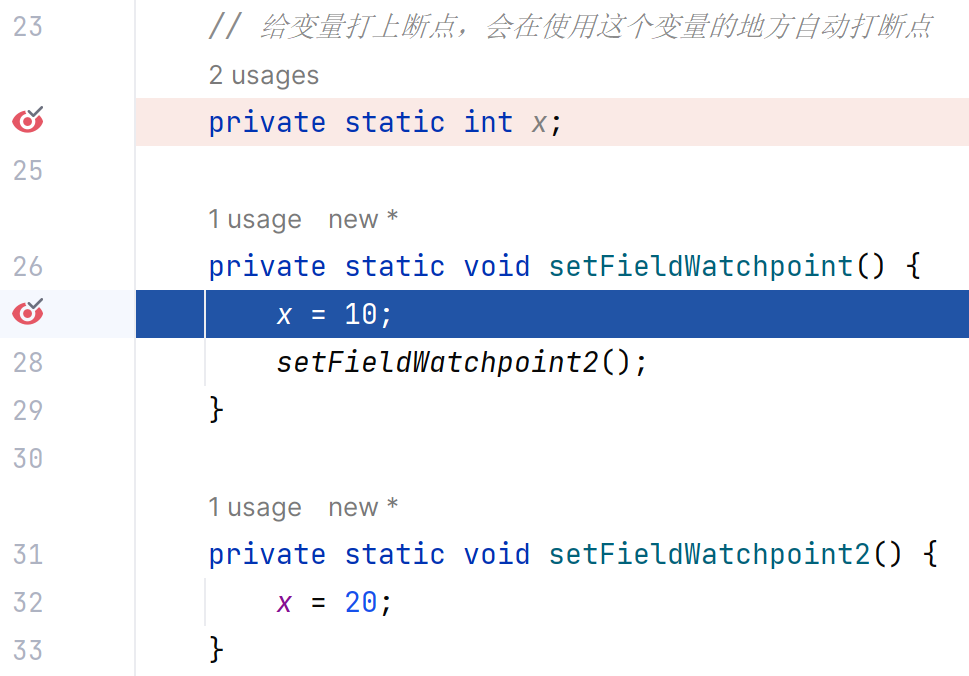 23 // 给变量打上断点，会在使用这个变量的地方自动打断点
2 usages
private static int x;
25
1 usage new *
26 private static void setFieldWatchpoint() {
x = 10;
28 setFieldWatchpoint2();
29 }
30
1 usage new *
31 private static void setFieldWatchpoint2() {
32 x = 20;
33 }